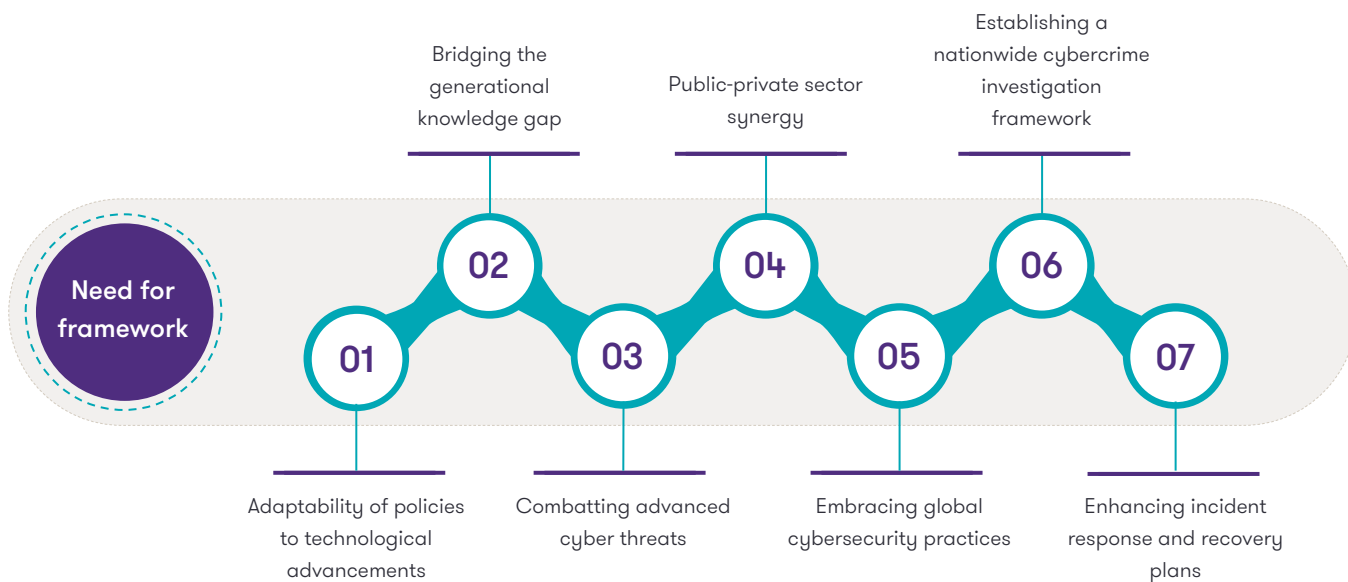 Need for
framework
01
Adaptability of policies
to technological
advancements
02
Bridging the
generational
knowledge gap
03
Combatting advanced
cyber threats
04
Public-private sector
synergy
05
Embracing global
cybersecurity practices
06
Establishing a
nationwide cybercrime
investigation
framework
07
Enhancing incident
response and recovery
plans